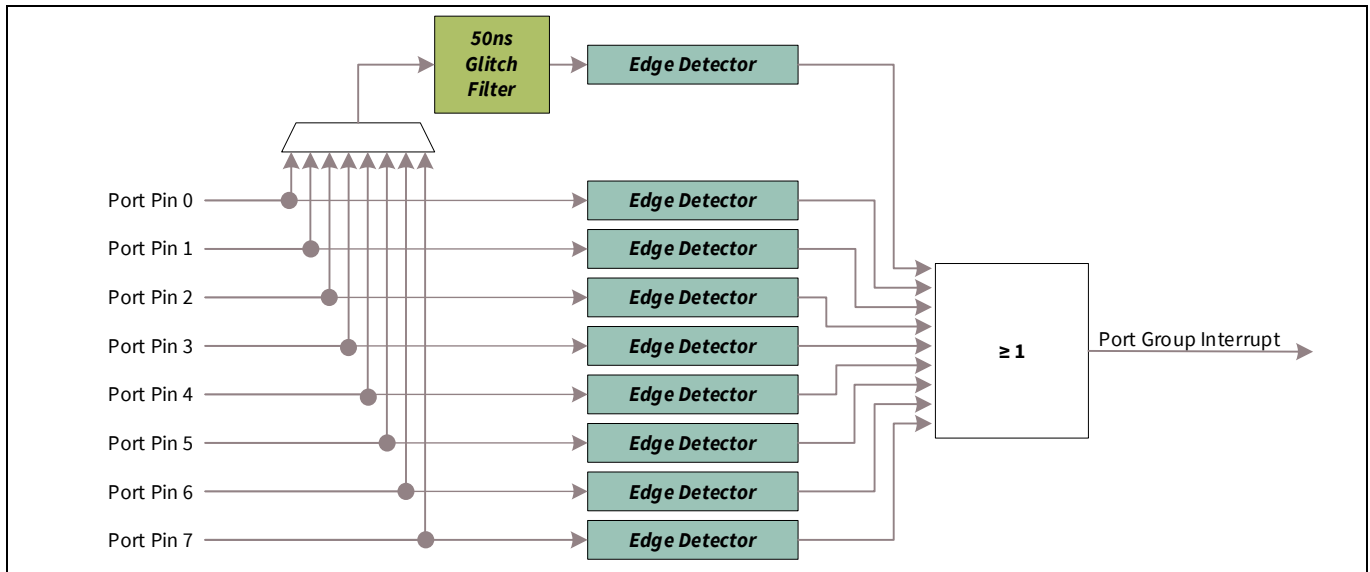 50ns
Glitch
Filter
Edge Detector
Port Pin 0
Edge Detector
Port Pin 1
Edge Detector
Port Pin 2
Edge Detector
Port Pin 3
Edge Detector
Port Pin 4
Edge Detector
Port Pin 5
Edge Detector
Port Pin 6
Edge Detector
Port Pin 7
Edge Detector
≥ 1
Port Group Interrupt